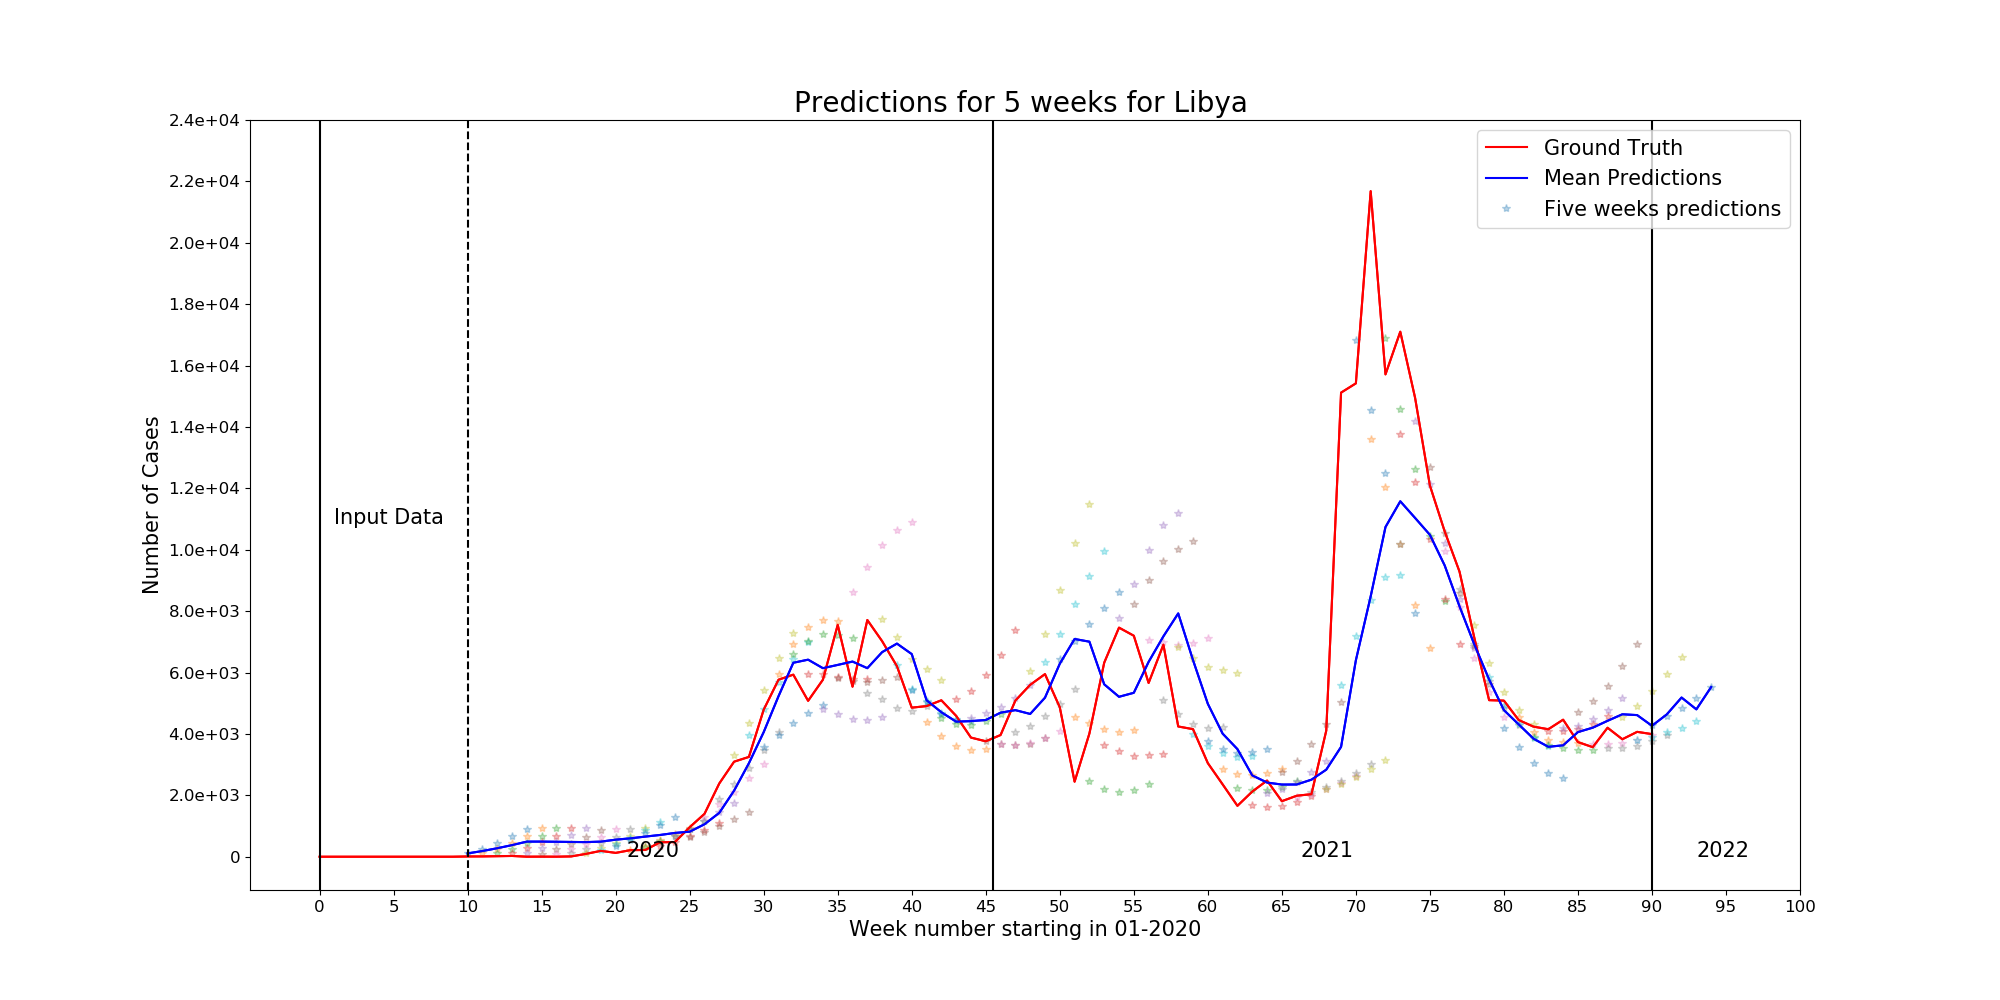 Predictions for 5 weeks for Libya
2.4e+04
2.2e+04
2.0e+04
1.8e+04
1.6e+04
1.4e+04
1.2e+04
1.0e+04
8.0e+03
6.0e+03
4.0e+03
2.0e+03
0
Number of Cases
Ground Truth
Mean Predictions
Five weeks predictions
Input Data
2020
2021
2022
0 5 10 15 20 25 30 35 40 45 50 55 60 65 70 75 80 85 90 95 100
Week number starting in 01-2020